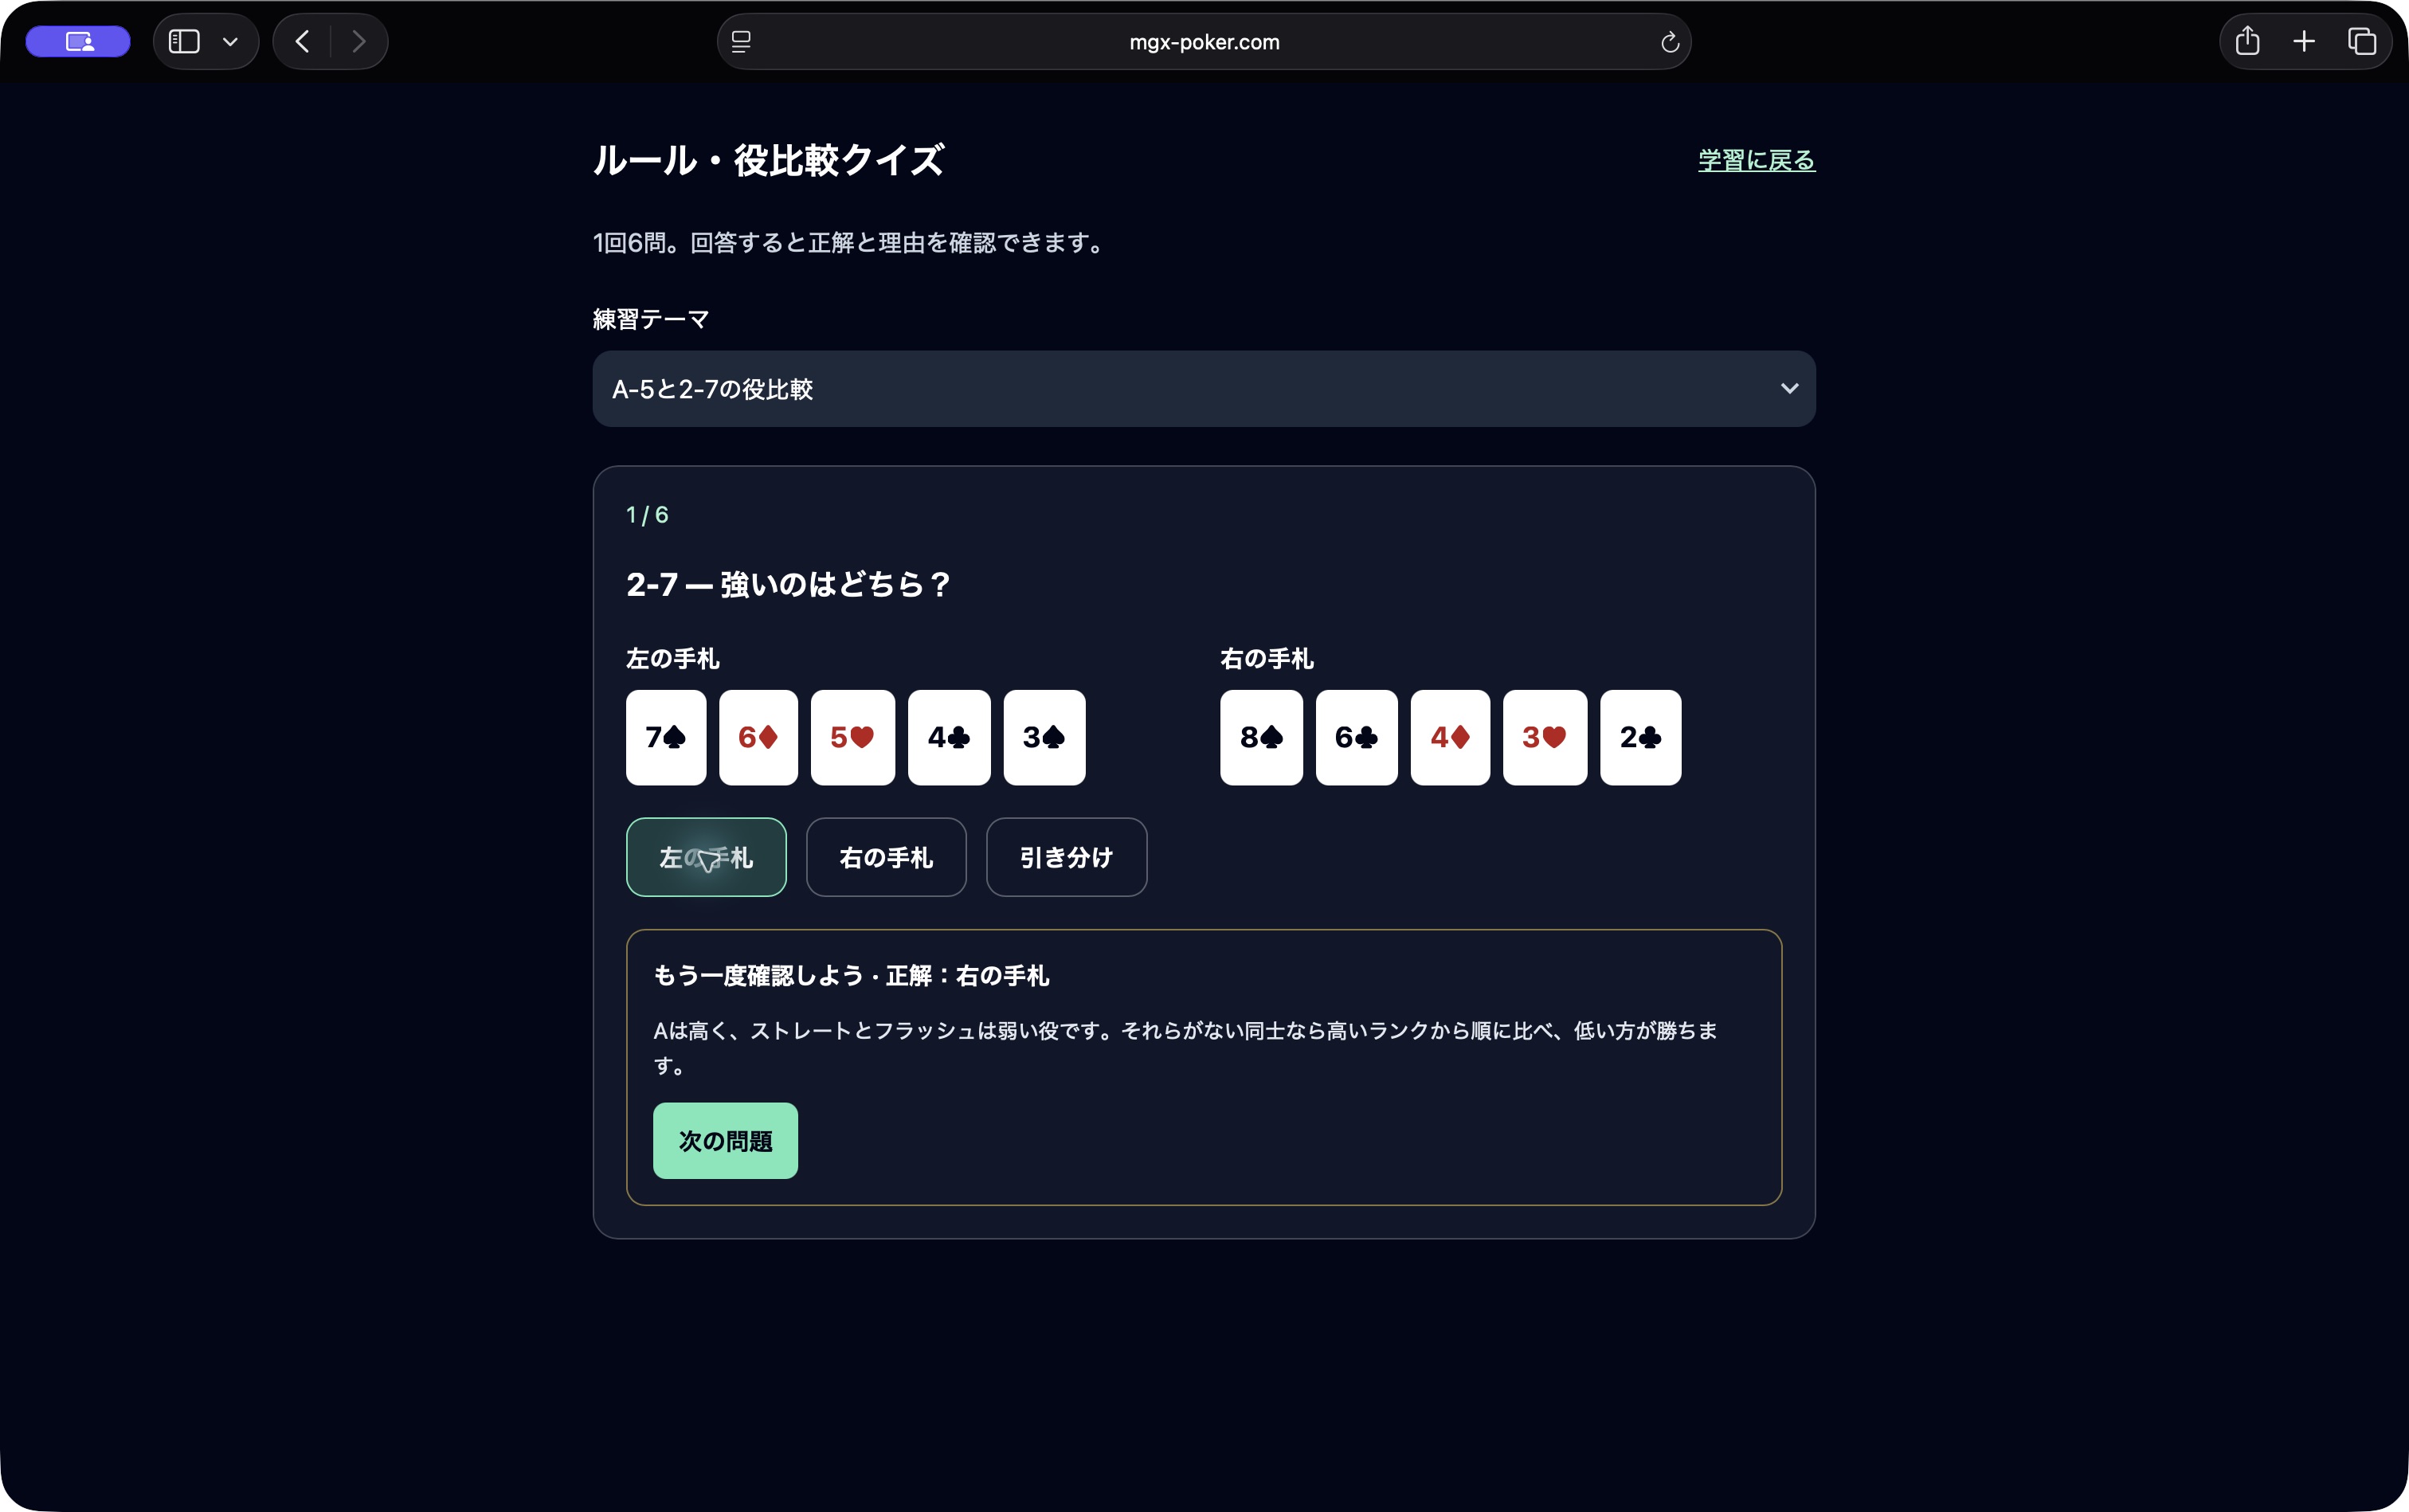 mgx-poker.com
ルール・役比較クイズ
学習に戻る
1回6問。回答すると正解と理由を確認できます。
練習テーマ
A-5と2-7の役比較
1 / 6
2-7 — 強いのはどちら？
左の手札
右の手札
7♠ 6♦ 5♥ 4♣ 3♠
8♠ 6♣ 4♦ 3♥ 2♣
左の手札
右の手札
引き分け
もう一度確認しよう · 正解：右の手札
Aは高く、ストレートとフラッシュは弱い役です。それらがない同士なら高いランクから順に比べ、低い方が勝ちま
す。
次の問題